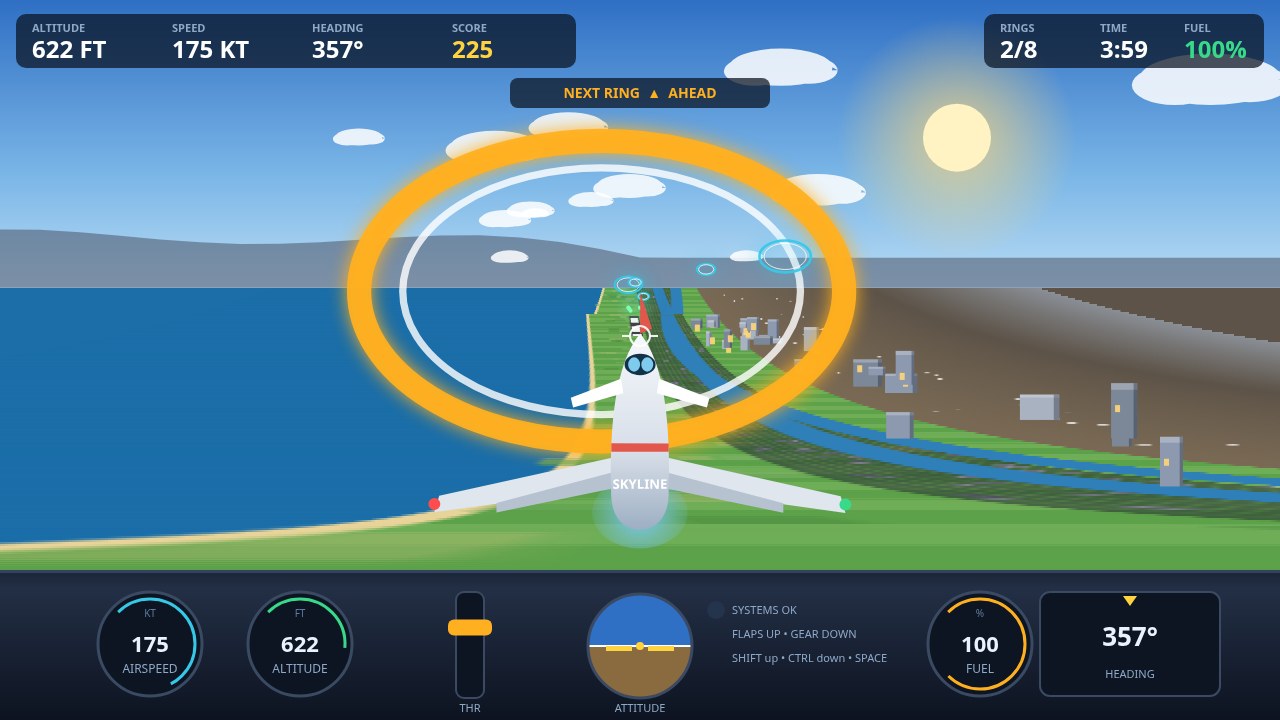 ALTITUDE SPEED HEADING SCORE
622 FT 175 KT 357° 225
RINGS TIME FUEL
2/8 3:59 100%
NEXT RING ▲ AHEAD
SKYLINE
KT
175
AIRSPEED
FT
622
ALTITUDE
THR
ATTITUDE
SYSTEMS OK
FLAPS UP • GEAR DOWN
SHIFT up • CTRL down • SPACE
%
100
FUEL
357°
HEADING